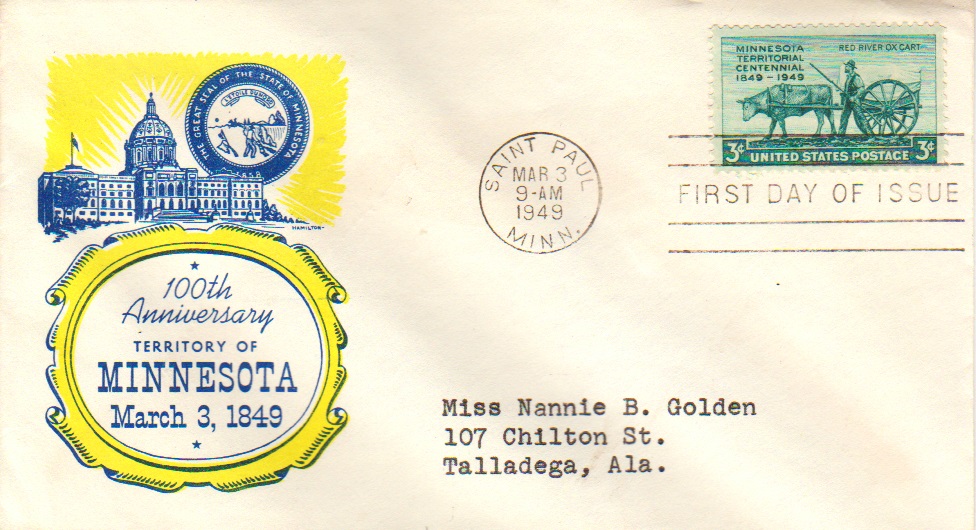 THE GREAT SEAL OF THE STATE OF MINNESOTA
L'ETOILE DU NORD
1858
HAMILTON
100th
Anniversary
TERRITORY OF
MINNESOTA
March 3, 1849
SAINT PAUL
MAR 3
9-AM
1949
MINN.
MINNESOTA
TERRITORIAL
CENTENNIAL
1849-1949
RED RIVER OX CART
3¢ UNITED STATES POSTAGE 3¢
FIRST DAY OF ISSUE
Miss Nannie B. Golden
107 Chilton St.
Talladega, Ala.